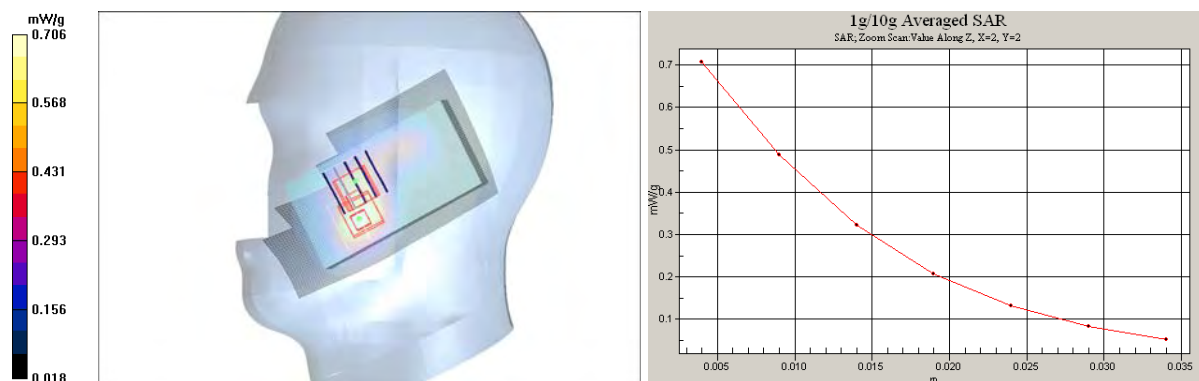 mW/g
0.706
0.568
0.431
0.293
0.156
0.018
1g/10g Averaged SAR
SAR; Zoom Scan:Value Along Z, X=2, Y=2
0.7
0.6
0.5
0.4
mW/g
0.3
0.2
0.1
0.005 0.010 0.015 0.020 0.025 0.030 0.035
m